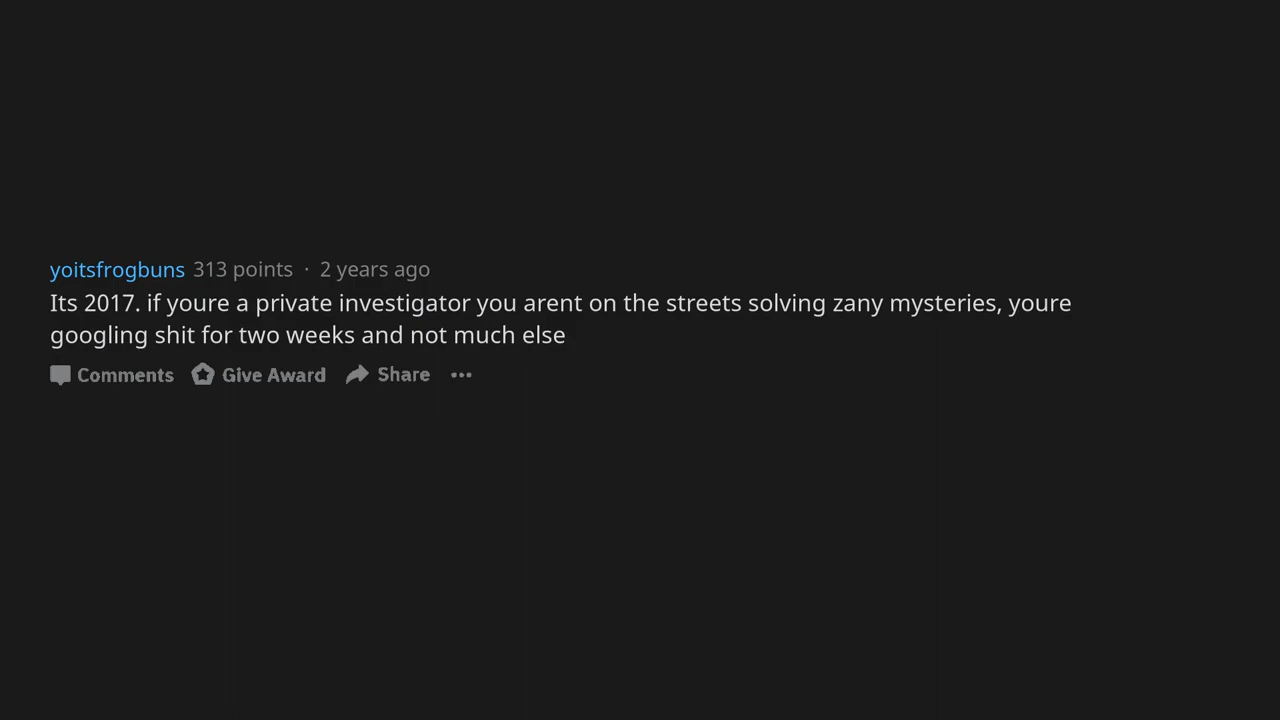 yoitsfrogbuns 313 points · 2 years ago
Its 2017. if youre a private investigator you arent on the streets solving zany mysteries, youre
googling shit for two weeks and not much else
Comments Give Award Share ...